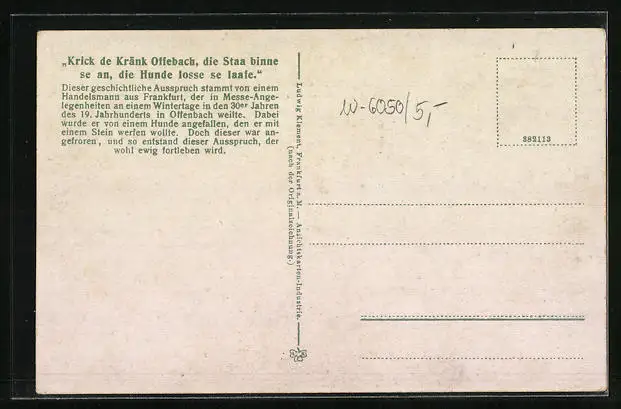 „Krick de Kränk Offebach, die Staa binne
se an, die Hunde losse se laafe.“
Dieser geschichtliche Ausspruch stammt von einem
Handelsmann aus Frankfurt, der in Messe-Ange-
legenheiten an einem Wintertage in den 30er Jahren
des 19. Jahrhunderts in Offenbach weilte. Dabei
wurde er von einem Hunde angefallen, den er mit
einem Stein werfen wollte. Doch dieser war an-
gefroren, und so entstand dieser Ausspruch, der
wohl ewig fortleben wird.
Ludwig Klement, Frankfurt a. M. — Ansichtskarten-Industrie.
(nach der Originalzeichnung.)
W-6050/5,-
382113